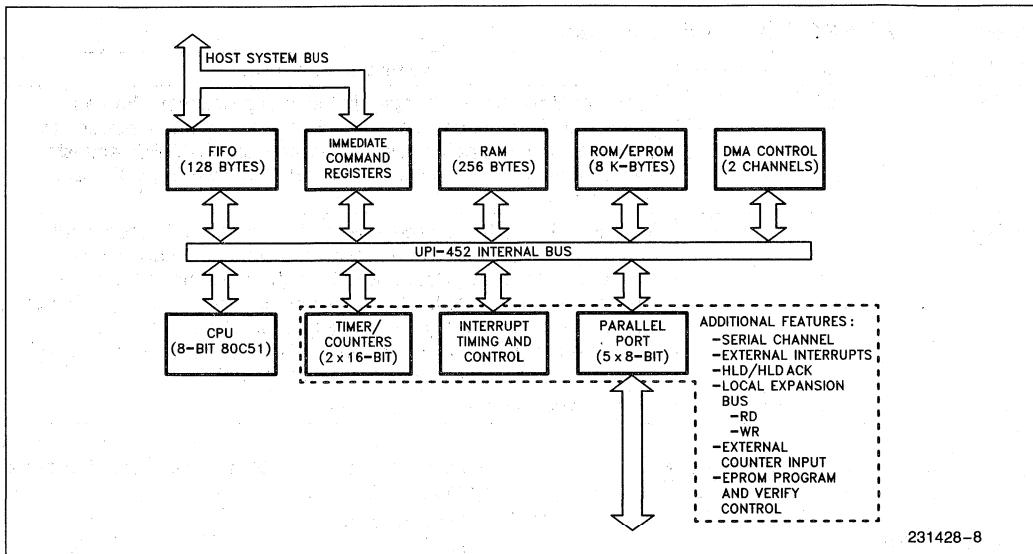 HOST SYSTEM BUS
FIFO
(128 BYTES)
IMMEDIATE
COMMAND
REGISTERS
RAM
(256 BYTES)
ROM/EPROM
(8 K-BYTES)
DMA CONTROL
(2 CHANNELS)
UPI-452 INTERNAL BUS
CPU
(8-BIT 80C51)
TIMER/
COUNTERS
(2 x 16-BIT)
INTERRUPT
TIMING AND
CONTROL
PARALLEL
PORT
(5 x 8-BIT)
ADDITIONAL FEATURES:
-SERIAL CHANNEL
-EXTERNAL INTERRUPTS
-HLD/HLD ACK
-LOCAL EXPANSION
BUS
-RD
-WR
-EXTERNAL
COUNTER INPUT
-EPROM PROGRAM
AND VERIFY
CONTROL
231428-8